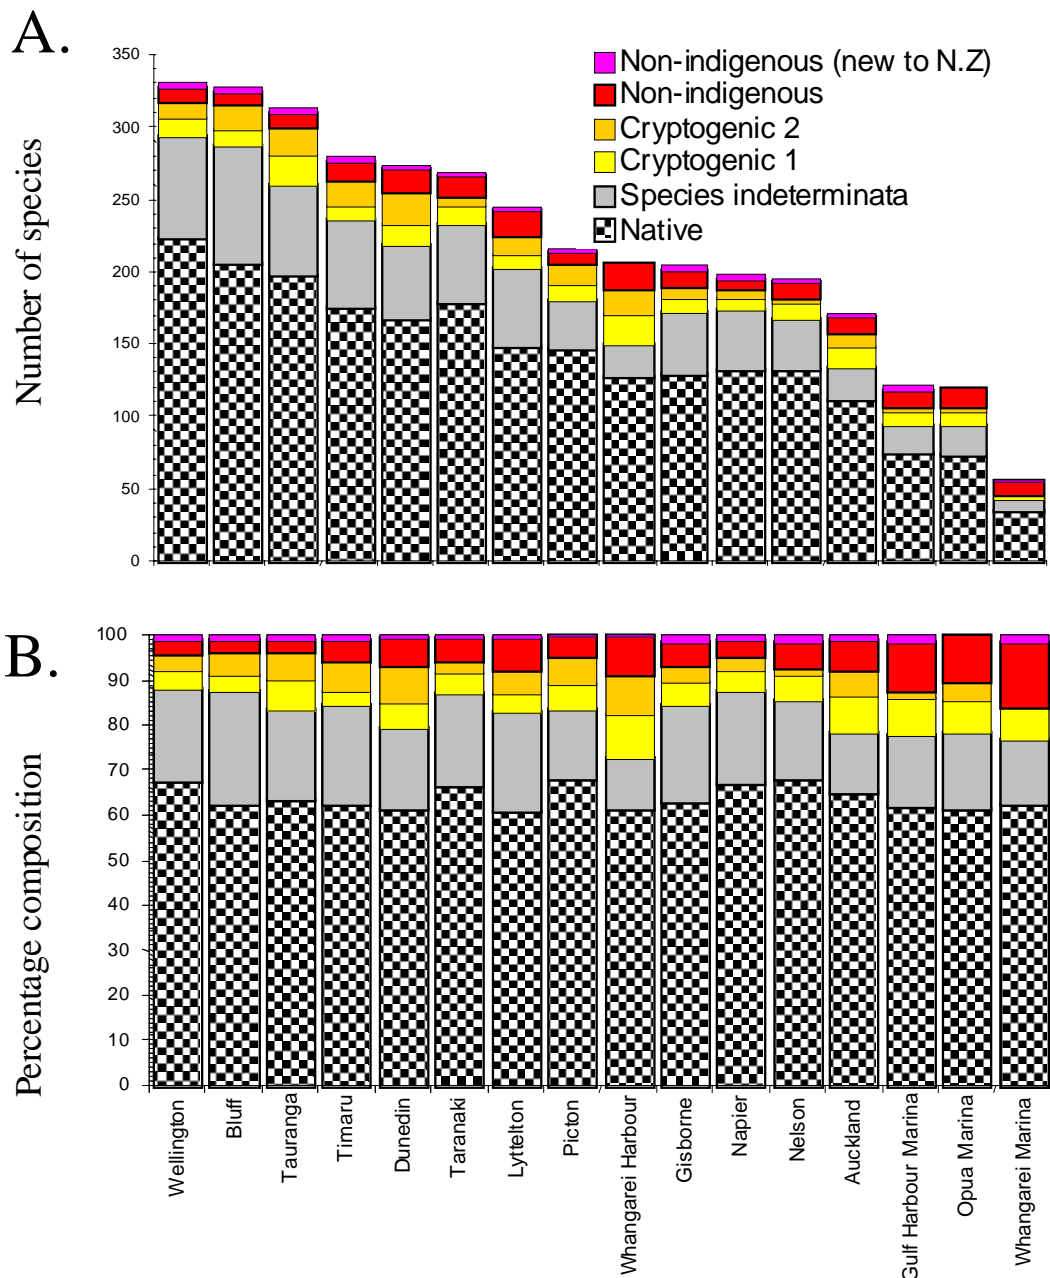 A.
350
300
250
200
150
100
50
0
Number of species
Non-indigenous (new to N.Z)
Non-indigenous
Cryptogenic 2
Cryptogenic 1
Species indeterminata
Native
B.
100
90
80
70
60
50
40
30
20
10
0
Percentage composition
Wellington
Bluff
Tauranga
Timaru
Dunedin
Taranaki
Lyttelton
Picton
Whangarei Harbour
Gisborne
Napier
Nelson
Auckland
Gulf Harbour Marina
Opua Marina
Whangarei Marina